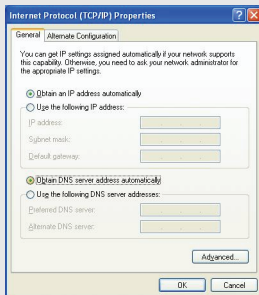 Internet Protocol (TCP/IP) Properties
General
Alternate Configuration
You can get IP settings assigned automatically if your network supports
this capability. Otherwise, you need to ask your network administrator for
the appropriate IP settings.
Obtain an IP address automatically
Use the following IP address:
IP address:
Subnet mask:
Default gateway:
Obtain DNS server address automatically
Use the following DNS server addresses:
Preferred DNS server:
Alternate DNS server:
Advanced...
OK
Cancel